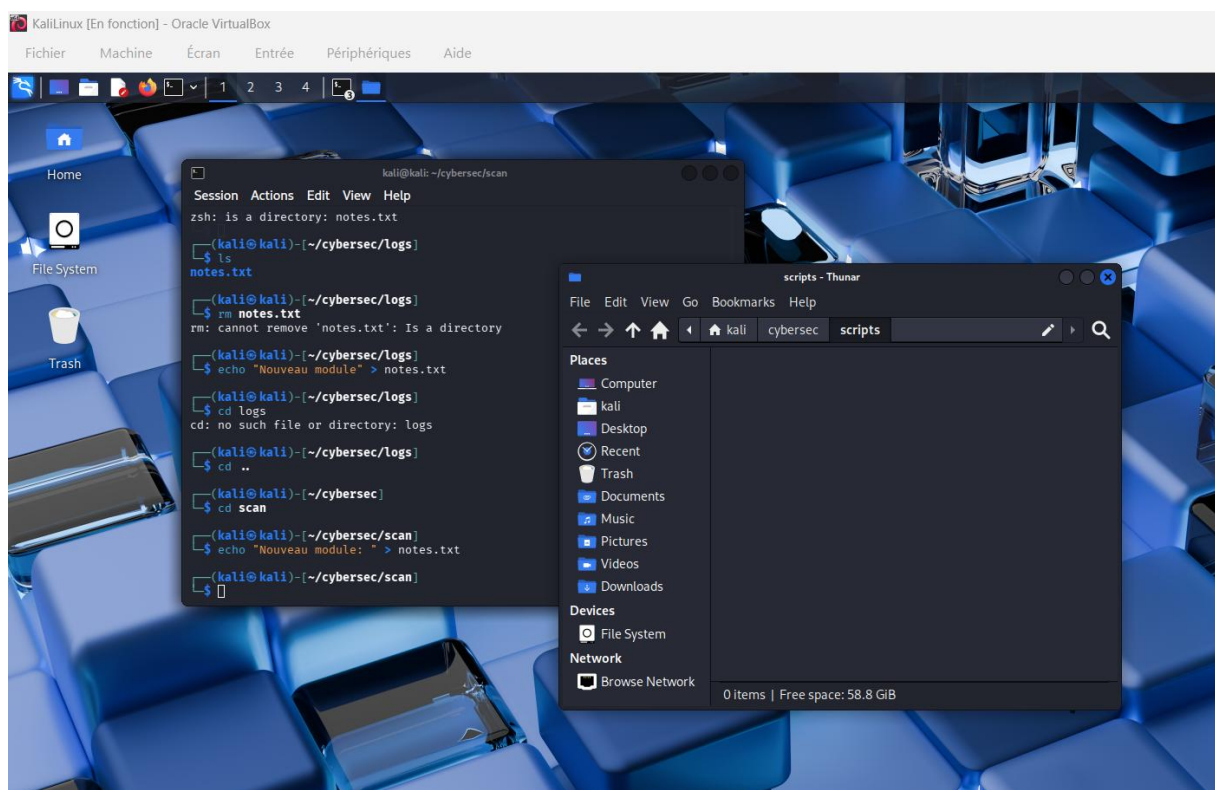 KaliLinux [En fonction] - Oracle VirtualBox
Fichier Machine Écran Entrée Périphériques Aide
1 2 3 4
3
Home
File System
Trash
kali@kali: ~/cybersec/scan
Session Actions Edit View Help
zsh: is a directory: notes.txt
┌──(kali㉿kali)-[~/cybersec/logs]
└─$ ls
notes.txt
┌──(kali㉿kali)-[~/cybersec/logs]
└─$ rm notes.txt
rm: cannot remove 'notes.txt': Is a directory
┌──(kali㉿kali)-[~/cybersec/logs]
└─$ echo "Nouveau module" > notes.txt
┌──(kali㉿kali)-[~/cybersec/logs]
└─$ cd logs
cd: no such file or directory: logs
┌──(kali㉿kali)-[~/cybersec/logs]
└─$ cd ..
┌──(kali㉿kali)-[~/cybersec]
└─$ cd scan
┌──(kali㉿kali)-[~/cybersec/scan]
└─$ echo "Nouveau module: " > notes.txt
┌──(kali㉿kali)-[~/cybersec/scan]
└─$
scripts - Thunar
File Edit View Go Bookmarks Help
kali cybersec scripts
Places
Computer
kali
Desktop
Recent
Trash
Documents
Music
Pictures
Videos
Downloads
Devices
File System
Network
Browse Network
0 items | Free space: 58.8 GiB